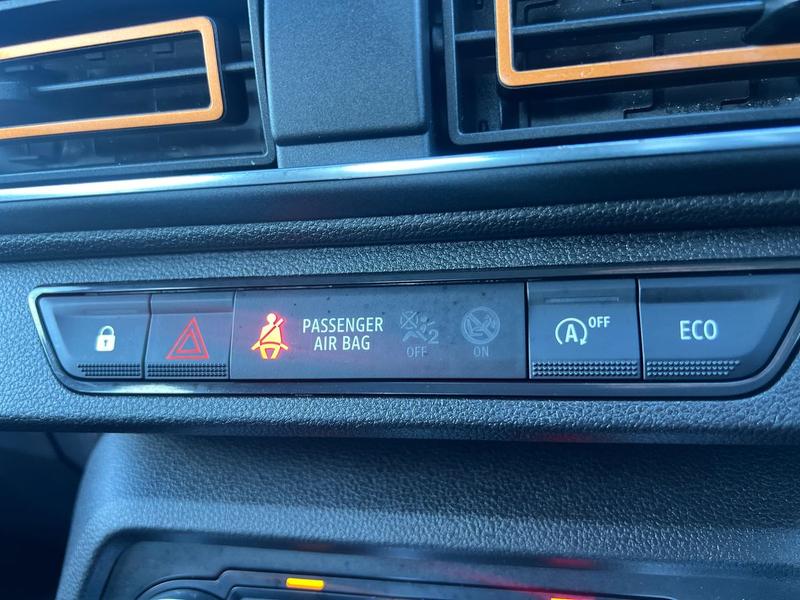 PASSENGER
AIR BAG
2
OFF
ON
A OFF
ECO